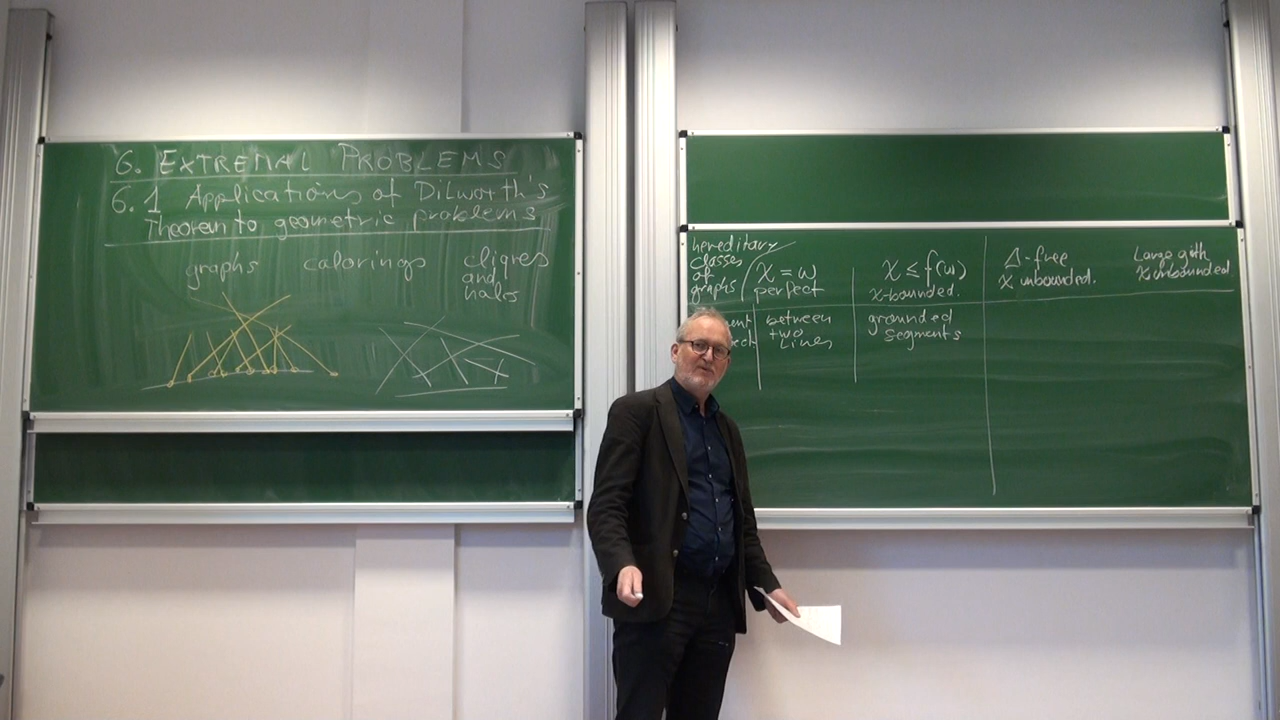 6. EXTREMAL PROBLEMS
6.1 Applications of Dilworth's
Theorem to geometric problems
graphs colorings cliques
and
holes
hereditary
classes
of
graphs
χ = ω
perfect
χ ≤ f(ω)
χ-bounded.
Δ-free
χ unbounded.
Large girth
χ unbounded
between
two
Lines
grounded
segments